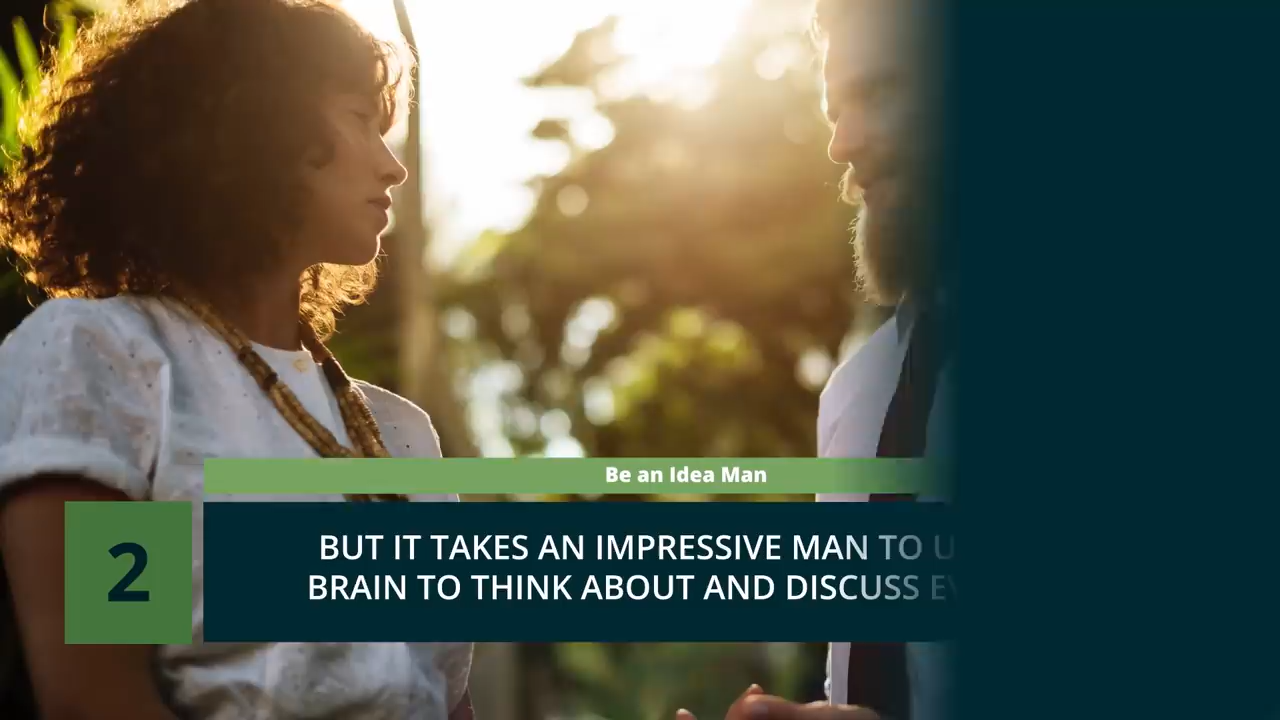 Be an Idea Man
2
BUT IT TAKES AN IMPRESSIVE MAN TO
BRAIN TO THINK ABOUT AND DISCUSS